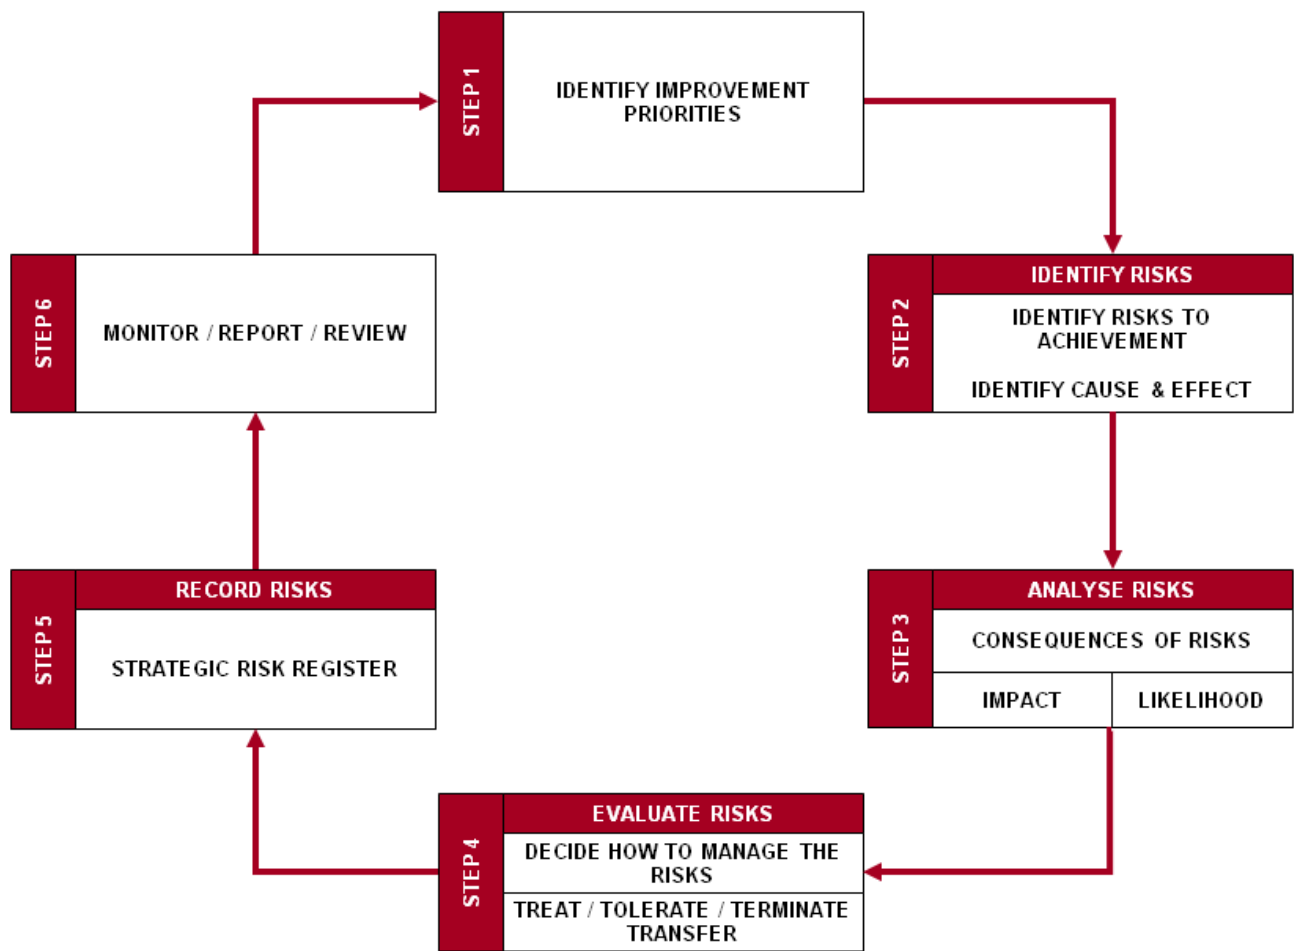 STEP 1
IDENTIFY IMPROVEMENT
PRIORITIES
STEP 2
IDENTIFY RISKS
IDENTIFY RISKS TO
ACHIEVEMENT
IDENTIFY CAUSE & EFFECT
STEP 3
ANALYSE RISKS
CONSEQUENCES OF RISKS
IMPACT
LIKELIHOOD
STEP 4
EVALUATE RISKS
DECIDE HOW TO MANAGE THE
RISKS
TREAT / TOLERATE / TERMINATE
TRANSFER
STEP 5
RECORD RISKS
STRATEGIC RISK REGISTER
STEP 6
MONITOR / REPORT / REVIEW